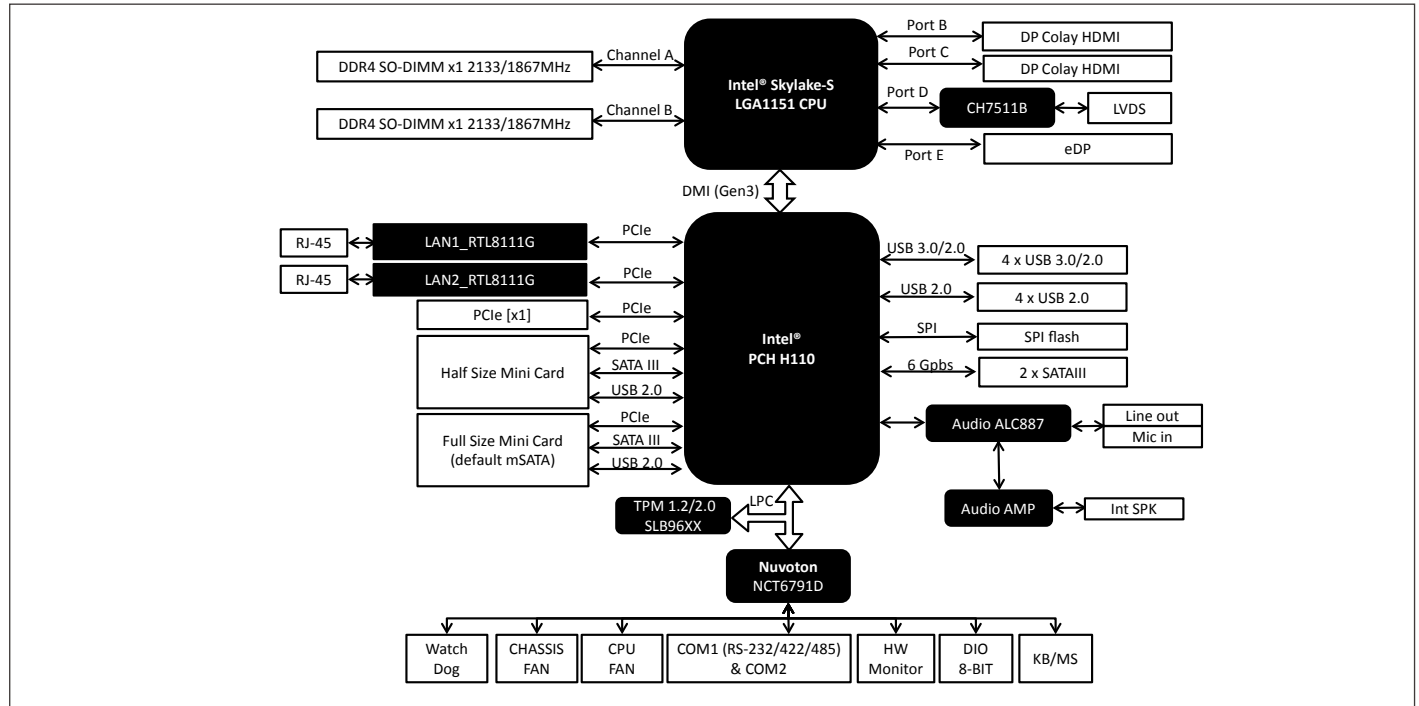 Port B
DP Colay HDMI
Port C
DP Colay HDMI
DDR4 SO-DIMM x1 2133/1867MHz
Channel A
Intel® Skylake-S
LGA1151 CPU
Port D
CH7511B
LVDS
DDR4 SO-DIMM x1 2133/1867MHz
Channel B
Port E
eDP
DMI (Gen3)
RJ-45
LAN1_RTL8111G
PCIe
RJ-45
LAN2_RTL8111G
PCIe
PCIe [x1]
PCIe
Half Size Mini Card
PCIe
SATA III
USB 2.0
Full Size Mini Card
(default mSATA)
PCIe
SATA III
USB 2.0
Intel®
PCH H110
USB 3.0/2.0
4 x USB 3.0/2.0
USB 2.0
4 x USB 2.0
SPI
SPI flash
6 Gpbs
2 x SATAIII
Audio ALC887
Line out
Mic in
Audio AMP
Int SPK
LPC
TPM 1.2/2.0
SLB96XX
Nuvoton
NCT6791D
Watch
Dog
CHASSIS
FAN
CPU
FAN
COM1 (RS-232/422/485)
& COM2
HW
Monitor
DIO
8-BIT
KB/MS